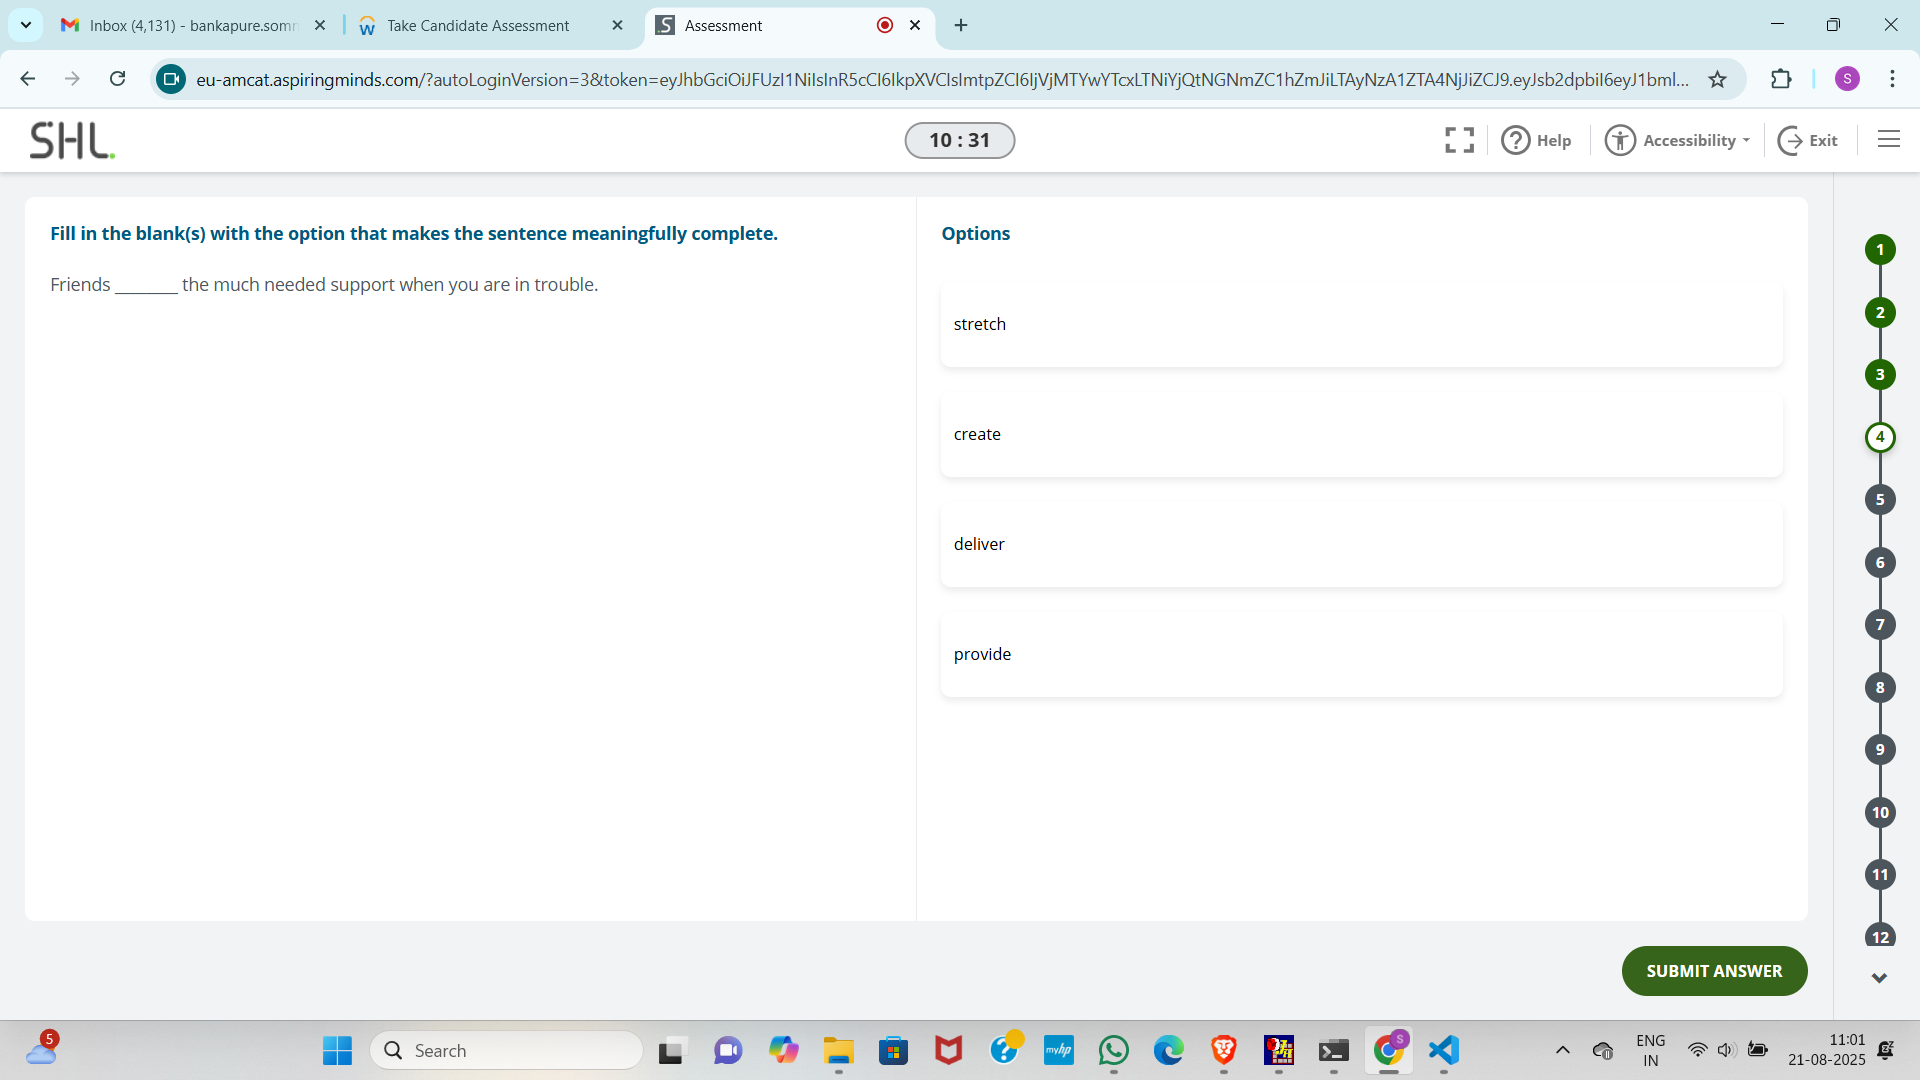 Inbox (4,131) - bankapure.somn
Take Candidate Assessment
Assessment
eu-amcat.aspiringminds.com/?autoLoginVersion=3&token=eyJhbGciOiJFUzI1NiIsInR5cCI6IkpXVCIsImtpZCI6IjVjMTYwYTcxLTNiYjQtNGNmZC1hZmJiLTAyNzA1ZTA4NjJiZCJ9.eyJsb2dpbiI6eyJ1bml...
S
SHL.
10 : 31
Help
Accessibility
Exit
Fill in the blank(s) with the option that makes the sentence meaningfully complete.
Friends _______ the much needed support when you are in trouble.
Options
stretch
create
deliver
provide
1
2
3
4
5
6
7
8
9
10
11
12
SUBMIT ANSWER
5
Search
myhp
S
ENG
IN
11:01
21-08-2025